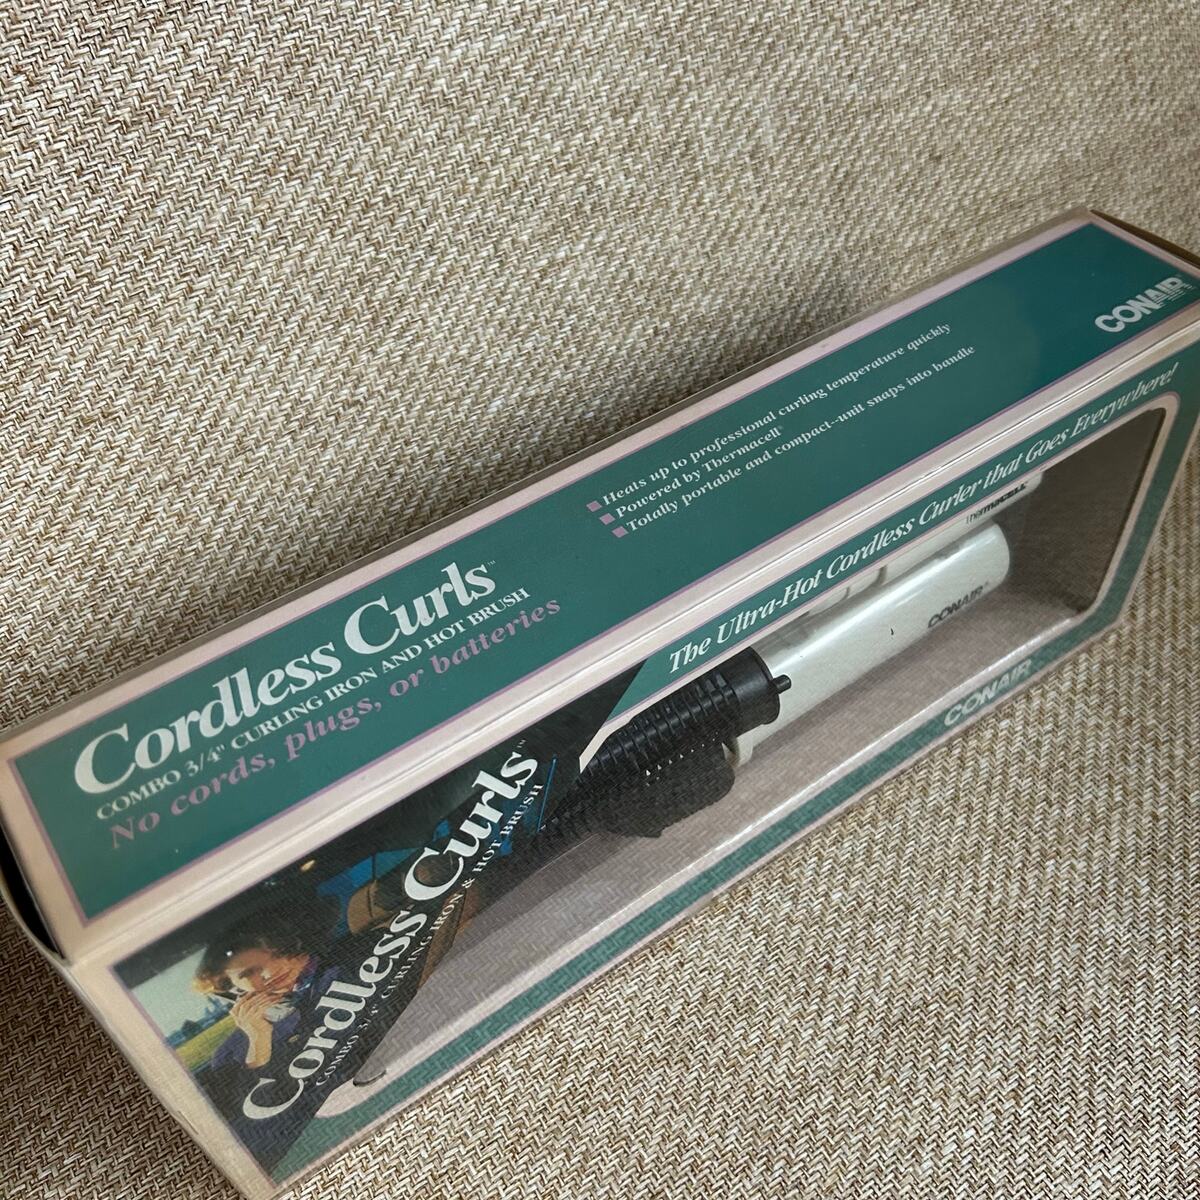 Cordless Curls™
COMBO 3/4" CURLING IRON AND HOT BRUSH
No cords, plugs, or batteries
Heats up to professional curling temperature quickly
Powered by Thermacell®
Totally portable and compact--unit snaps into handle
CONAIR®
The Ultra-Hot Cordless Curler that Goes Everywhere!
ThermaCELL
CONAIR®
CONAIR
Cordless Curls™
COMBO 3/4" CURLING IRON & HOT BRUSH